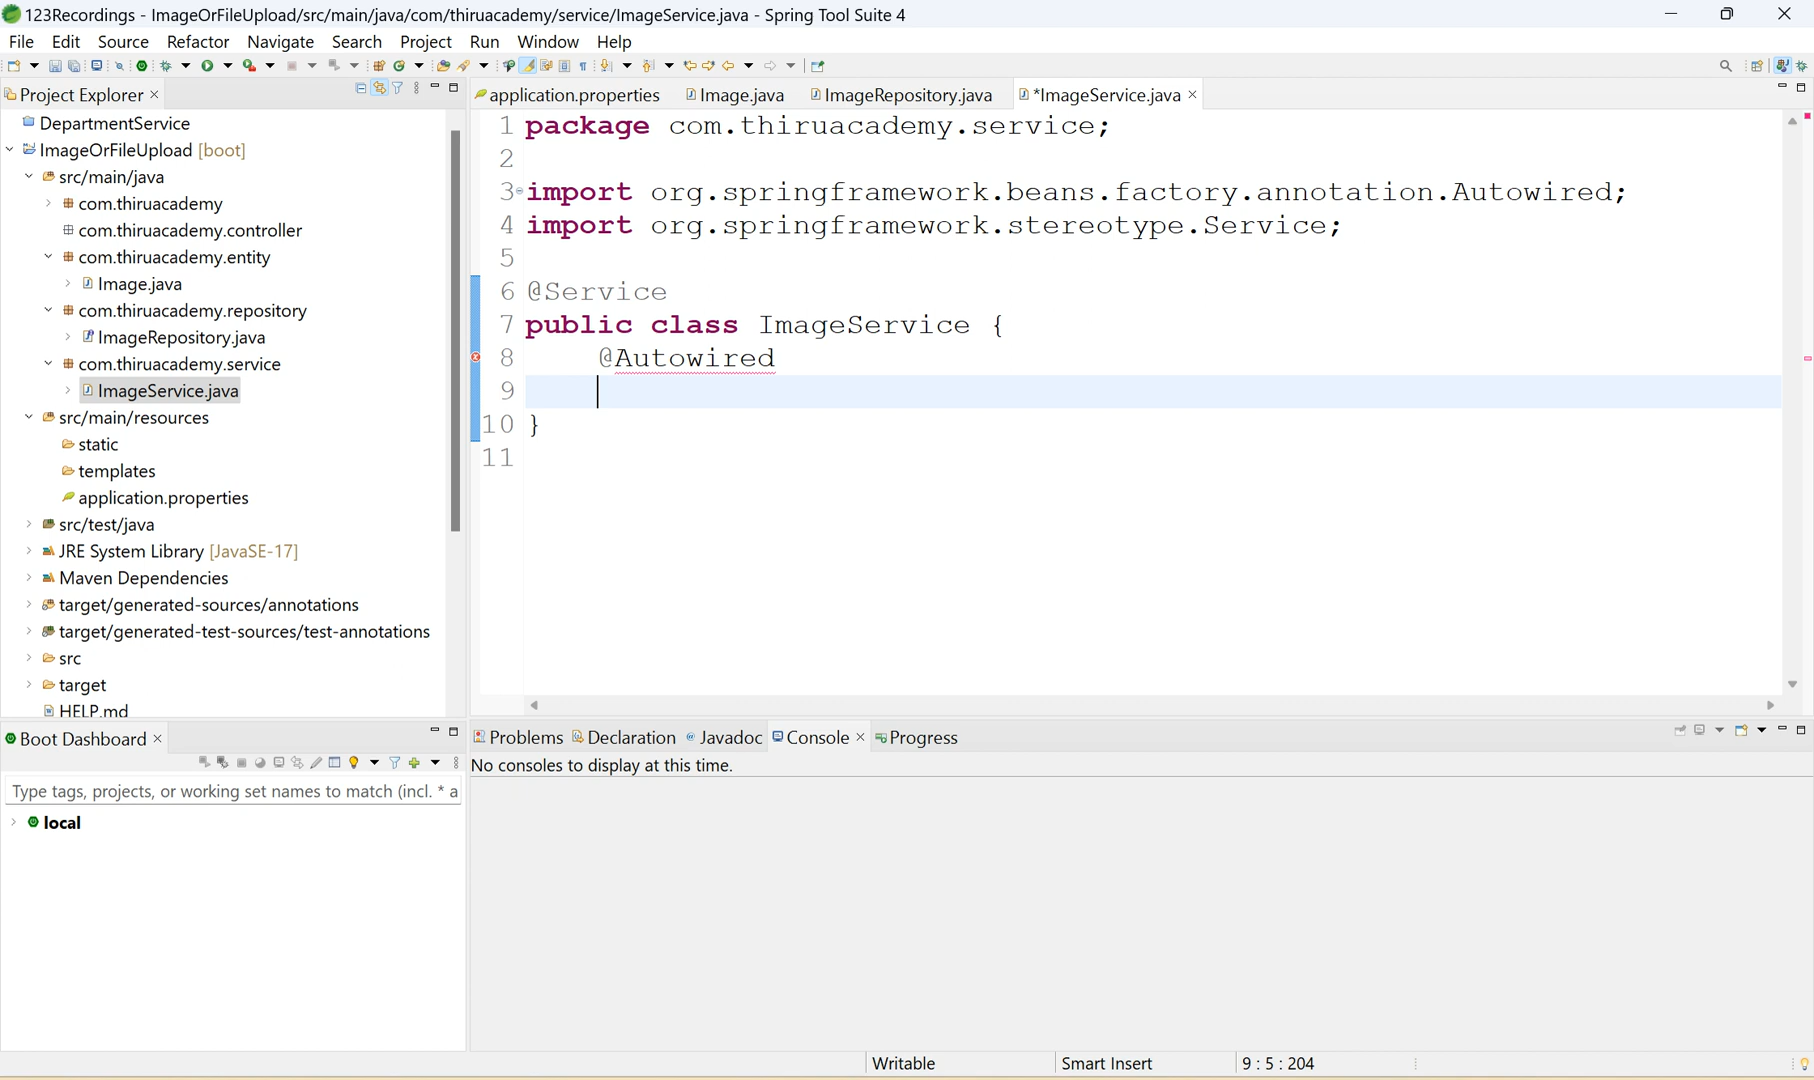 123Recordings - ImageOrFileUpload/src/main/java/com/thiruacademy/service/ImageService.java - Spring Tool Suite 4
File Edit Source Refactor Navigate Search Project Run Window Help
Project Explorer
DepartmentService
ImageOrFileUpload [boot]
src/main/java
com.thiruacademy
com.thiruacademy.controller
com.thiruacademy.entity
Image.java
com.thiruacademy.repository
ImageRepository.java
com.thiruacademy.service
ImageService.java
src/main/resources
static
templates
application.properties
src/test/java
JRE System Library [JavaSE-17]
Maven Dependencies
target/generated-sources/annotations
target/generated-test-sources/test-annotations
src
target
HELP.md
application.properties Image.java ImageRepository.java *ImageService.java
1 package com.thiruacademy.service;
2
3 import org.springframework.beans.factory.annotation.Autowired;
4 import org.springframework.stereotype.Service;
5
6 @Service
7 public class ImageService {
8 @Autowired
9
10 }
11
Boot Dashboard
Type tags, projects, or working set names to match (incl. * a
local
Problems Declaration Javadoc Console Progress
No consoles to display at this time.
Writable Smart Insert 9 : 5 : 204